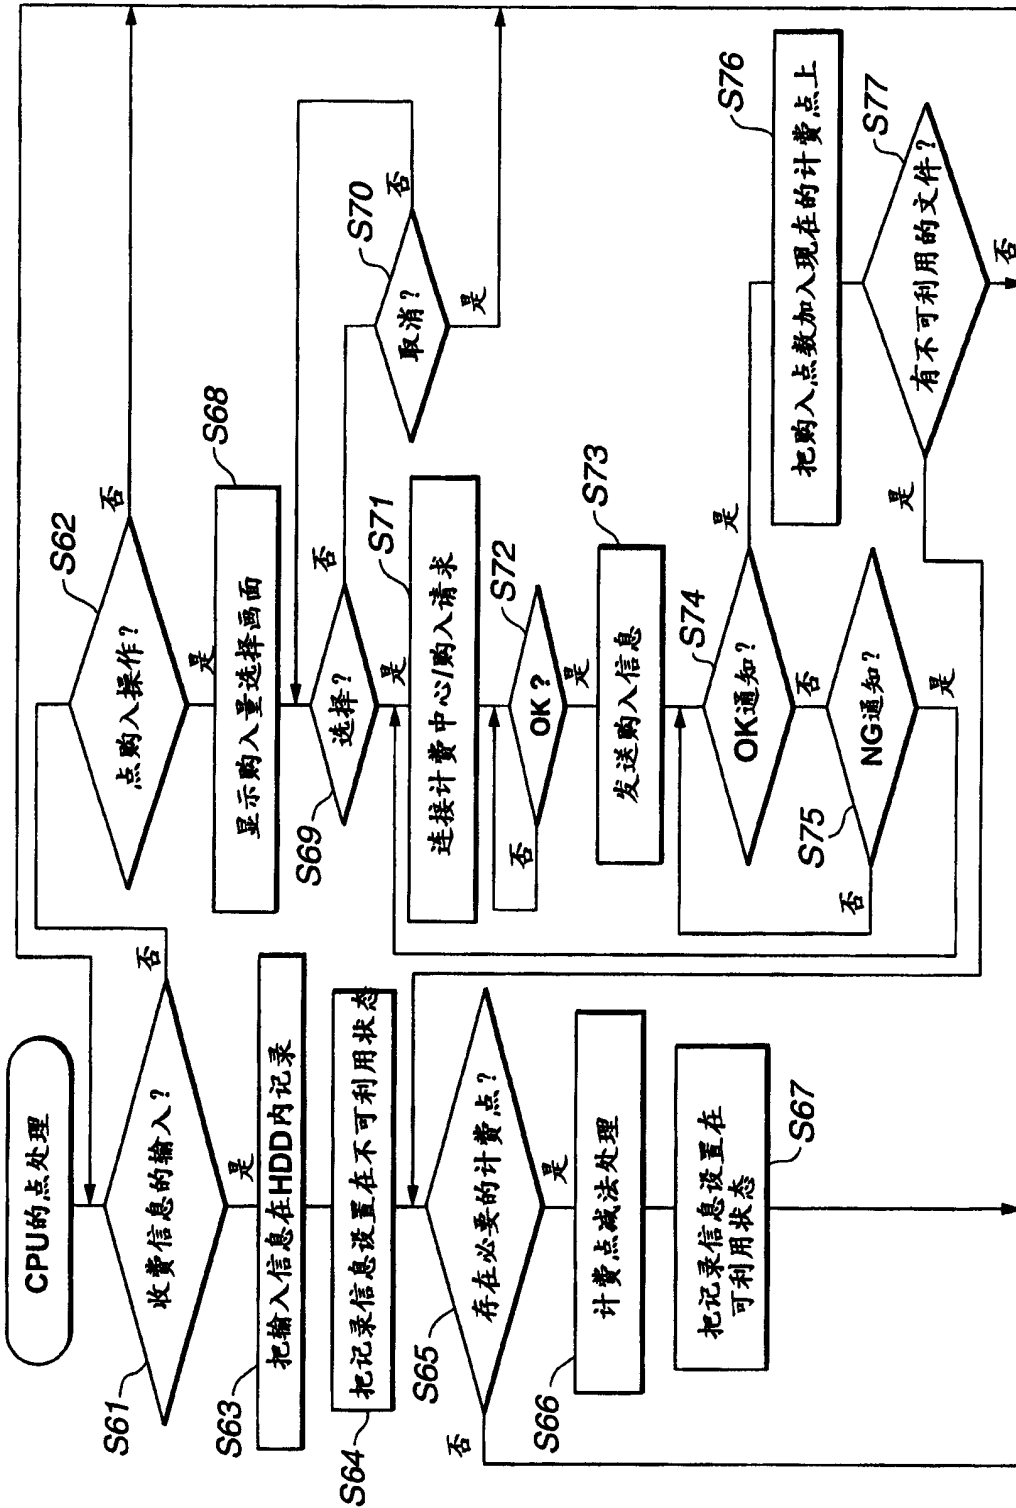 CPU的点处理
S61
收费信息的输入？
否
是
S63
把输入信息在HDD内记录
S64
把记录信息设置在不可利用状态
S65
存在必要的计费点？
否
是
S66
计费点减法处理
S67
把记录信息设置在
可利用状态
S62
点购入操作？
否
是
S68
显示购入量选择画面
S69
选择？
否
是
S70
取消？
否
是
S71
连接计费中心/购入请求
S72
OK？
否
是
S73
发送购入信息
S74
OK通知？
是
否
S75
NG通知？
否
是
S76
把购入点数加入现在的计费点上
S77
有不可利用的文件？
是
否